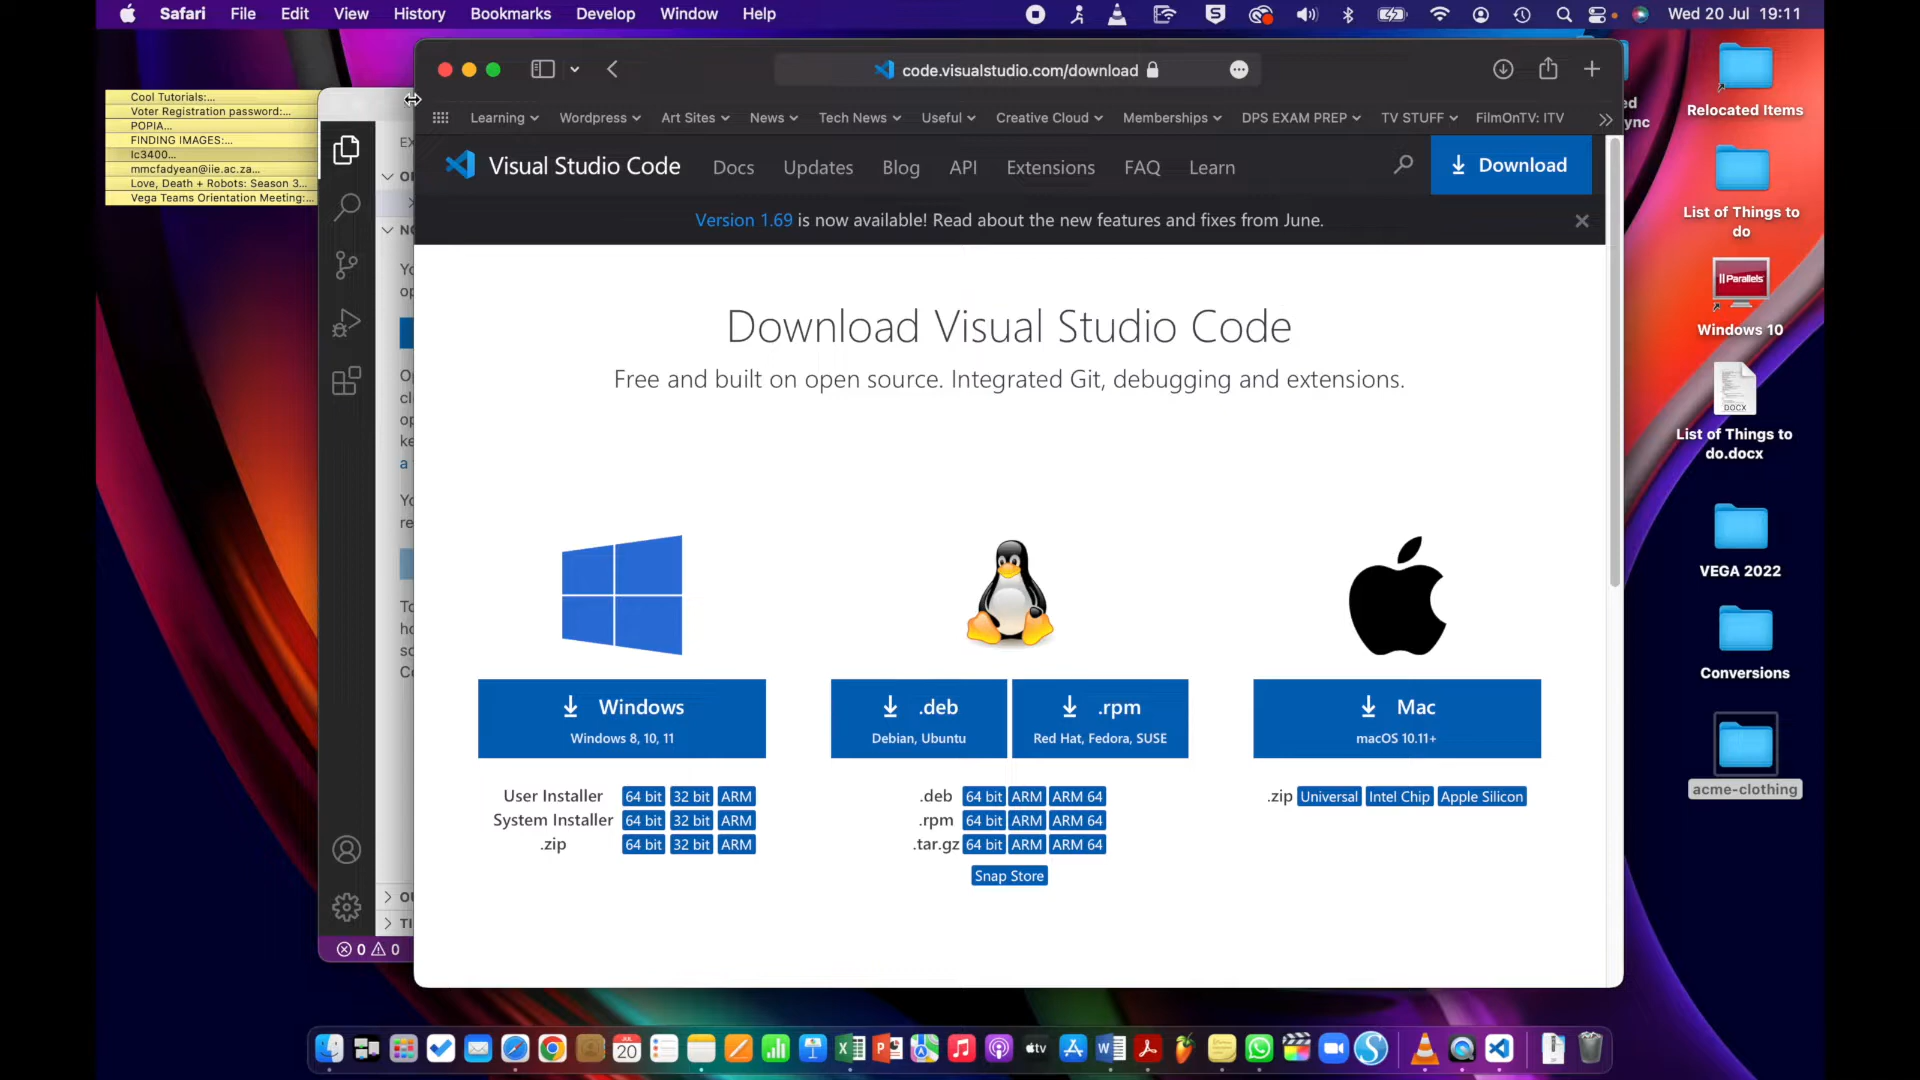 Safari File Edit View History Bookmarks Develop Window Help Wed 20 Jul 19:11
Cool Tutorials:...
Voter Registration password:...
POPIA...
FINDING IMAGES:...
lc3400...
mmcfadyean@iie.ac.za...
Love, Death + Robots: Season 3...
Vega Teams Orientation Meeting:...
code.visualstudio.com/download
Learning Wordpress Art Sites News Tech News Useful Creative Cloud Memberships DPS EXAM PREP TV STUFF FilmOnTV: ITV
Visual Studio Code Docs Updates Blog API Extensions FAQ Learn Download
Version 1.69 is now available! Read about the new features and fixes from June.
Download Visual Studio Code
Free and built on open source. Integrated Git, debugging and extensions.
Windows
Windows 8, 10, 11
.deb
Debian, Ubuntu
.rpm
Red Hat, Fedora, SUSE
Mac
macOS 10.11+
User Installer 64 bit 32 bit ARM
System Installer 64 bit 32 bit ARM
.zip 64 bit 32 bit ARM
.deb 64 bit ARM ARM 64
.rpm 64 bit ARM ARM 64
.tar.gz 64 bit ARM ARM 64
Snap Store
.zip Universal Intel Chip Apple Silicon
0 0
Relocated Items
List of Things to
do
Parallels
Windows 10
DOCX
List of Things to
do.docx
VEGA 2022
Conversions
acme-clothing
JUL
20
tv